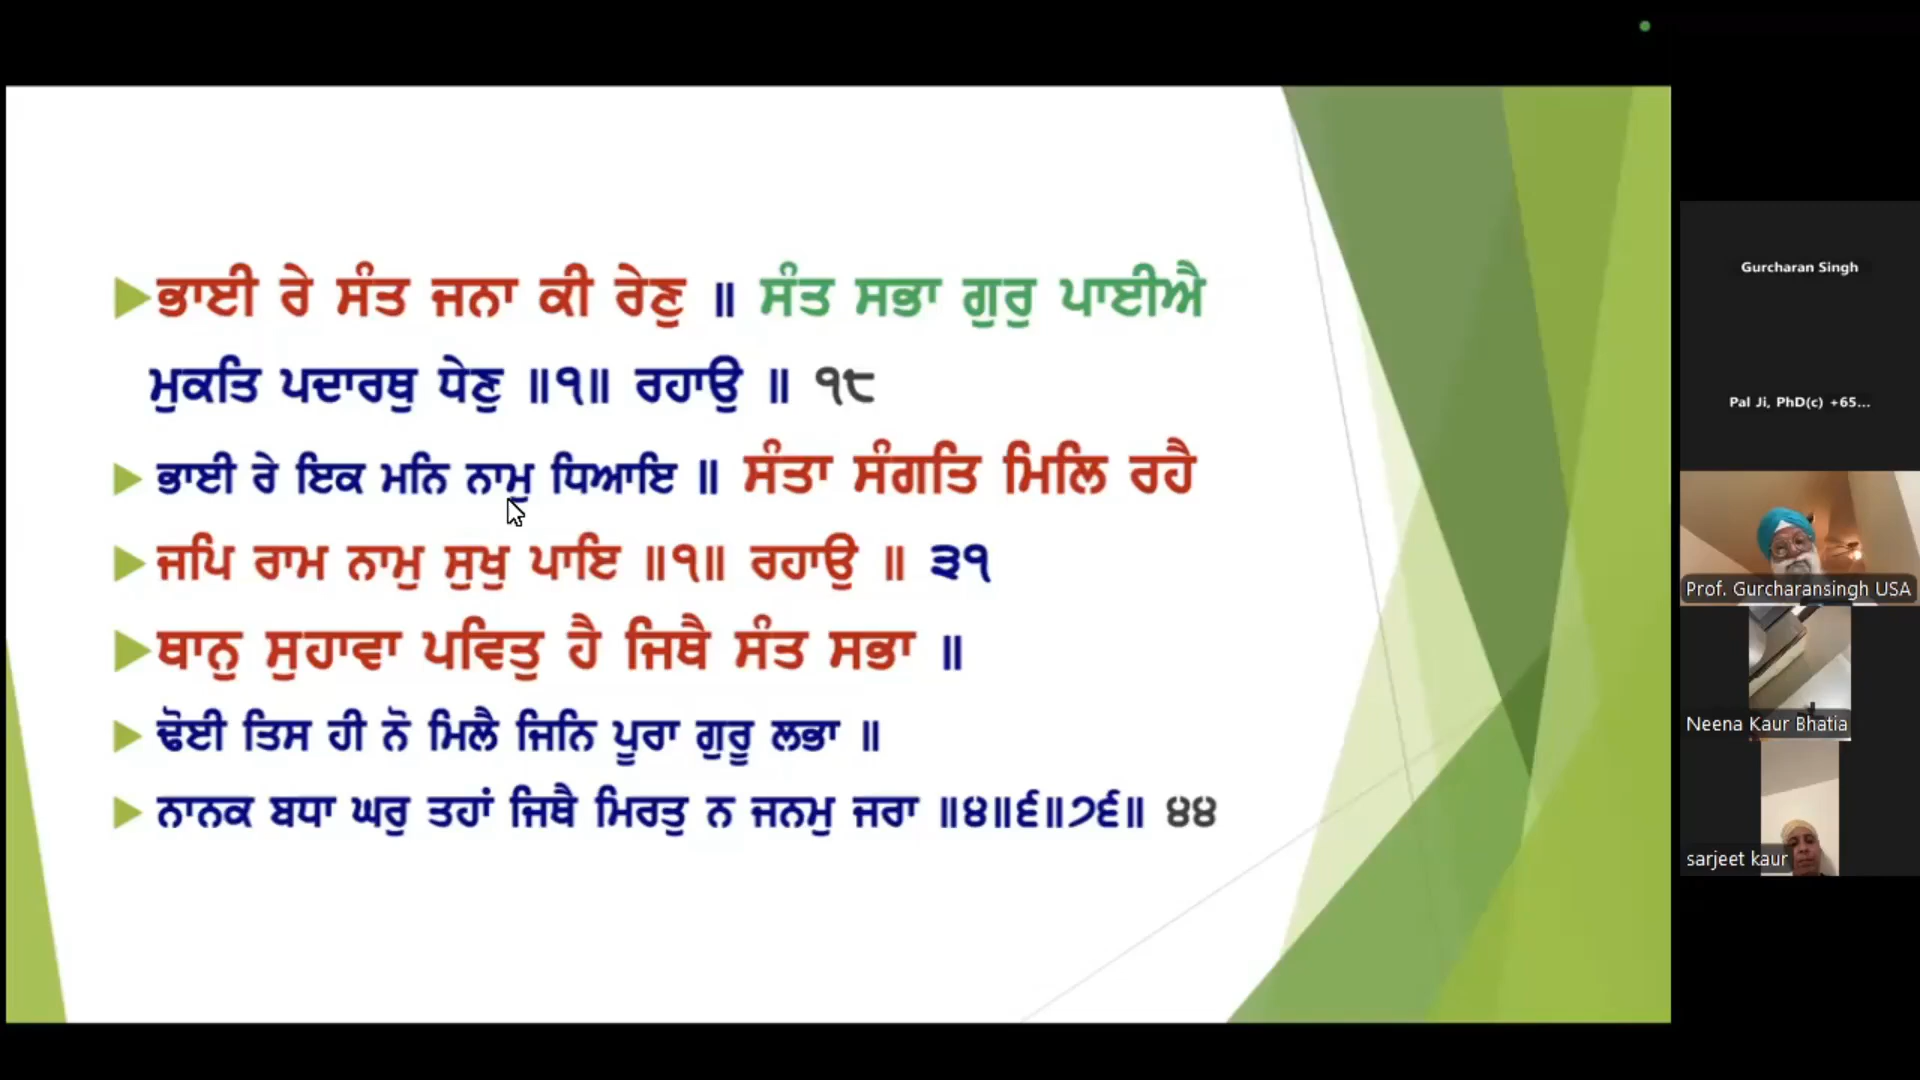 ਭਾਈ ਰੇ ਸੰਤ ਜਨਾ ਕੀ ਰੇਣੁ ॥ ਸੰਤ ਸਭਾ ਗੁਰੁ ਪਾਈਐ
ਮੁਕਤਿ ਪਦਾਰਥੁ ਧੇਣੁ ॥੧॥ ਰਹਾਉ ॥ ੧੮
ਭਾਈ ਰੇ ਇਕ ਮਨਿ ਨਾਮੁ ਧਿਆਇ ॥ ਸੰਤਾ ਸੰਗਤਿ ਮਿਲਿ ਰਹੈ
ਜਪਿ ਰਾਮ ਨਾਮੁ ਸੁਖੁ ਪਾਇ ॥੧॥ ਰਹਾਉ ॥ ੩੧
ਥਾਨੁ ਸੁਹਾਵਾ ਪਵਿਤੁ ਹੈ ਜਿਥੈ ਸੰਤ ਸਭਾ ॥
ਢੋਈ ਤਿਸ ਹੀ ਨੋ ਮਿਲੈ ਜਿਨਿ ਪੂਰਾ ਗੁਰੂ ਲਭਾ ॥
ਨਾਨਕ ਬਧਾ ਘਰੁ ਤਹਾਂ ਜਿਥੈ ਮਿਰਤੁ ਨ ਜਨਮੁ ਜਰਾ ॥੪॥੬॥੭੬॥ ੪੪
Gurcharan Singh
Pal Ji, PhD(c) +65...
Prof. Gurcharansingh USA
Neena Kaur Bhatia
sarjeet kaur